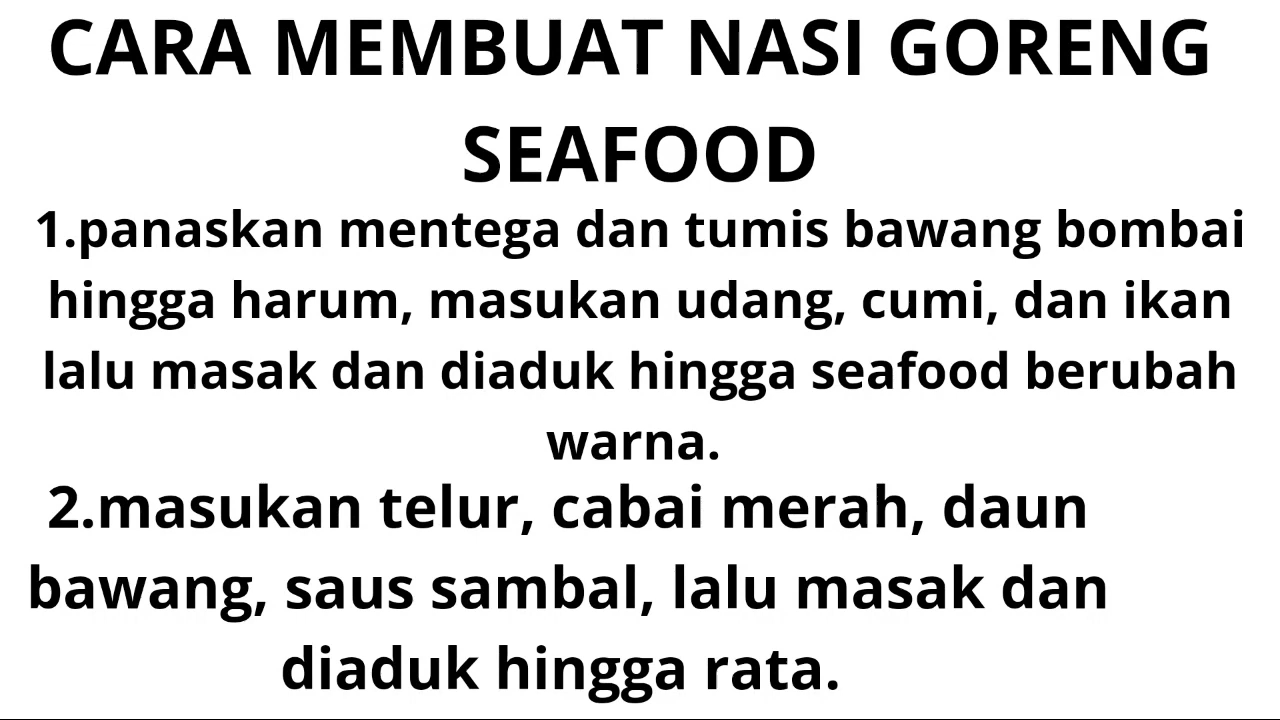 CARA MEMBUAT NASI GORENG
SEAFOOD
1.panaskan mentega dan tumis bawang bombai
hingga harum, masukan udang, cumi, dan ikan
lalu masak dan diaduk hingga seafood berubah
warna.
2.masukan telur, cabai merah, daun
bawang, saus sambal, lalu masak dan
diaduk hingga rata.